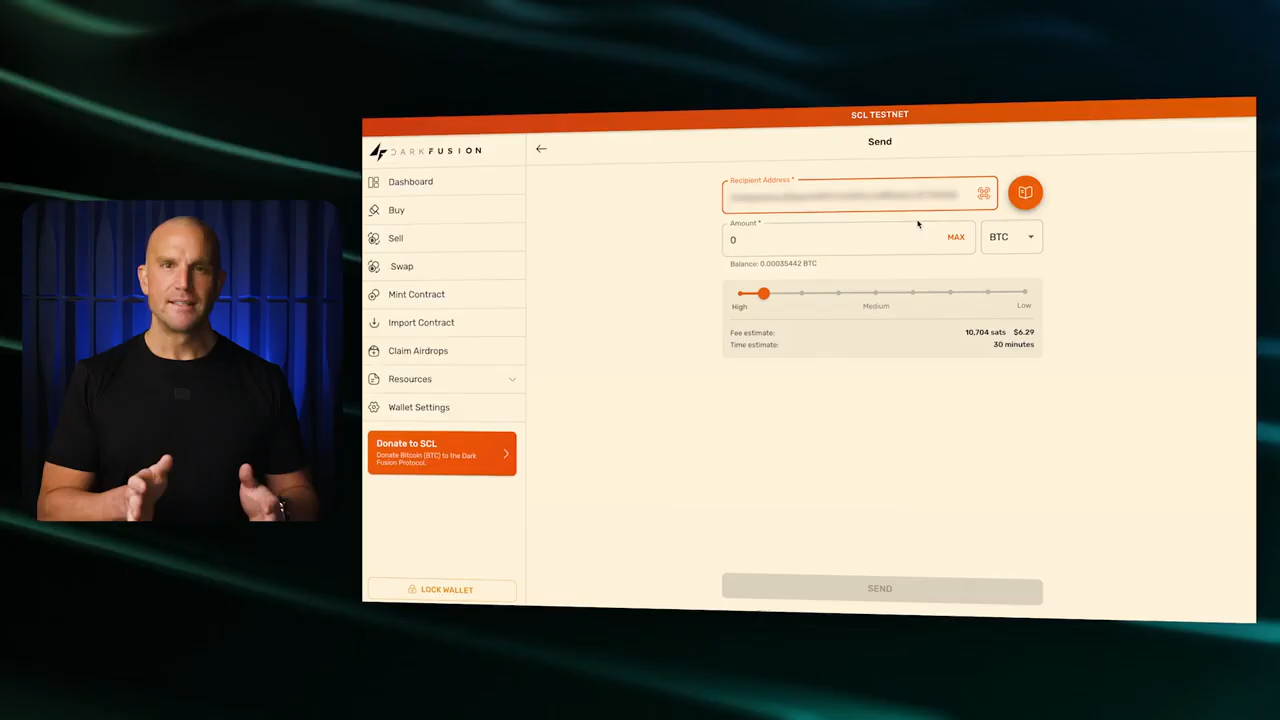 SCL TESTNET
DARKFUSION
Send
Dashboard
Buy
Sell
Swap
Mint Contract
Import Contract
Claim Airdrops
Resources
Wallet Settings
Donate to SCL
Donate Bitcoin (BTC) to the Dark
Fusion Protocol.
LOCK WALLET
Recipient Address *
Amount *
0
MAX
BTC
Balance: 0.00035442 BTC
High
Medium
Low
Fee estimate:
10,704 sats $6.29
Time estimate:
30 minutes
SEND